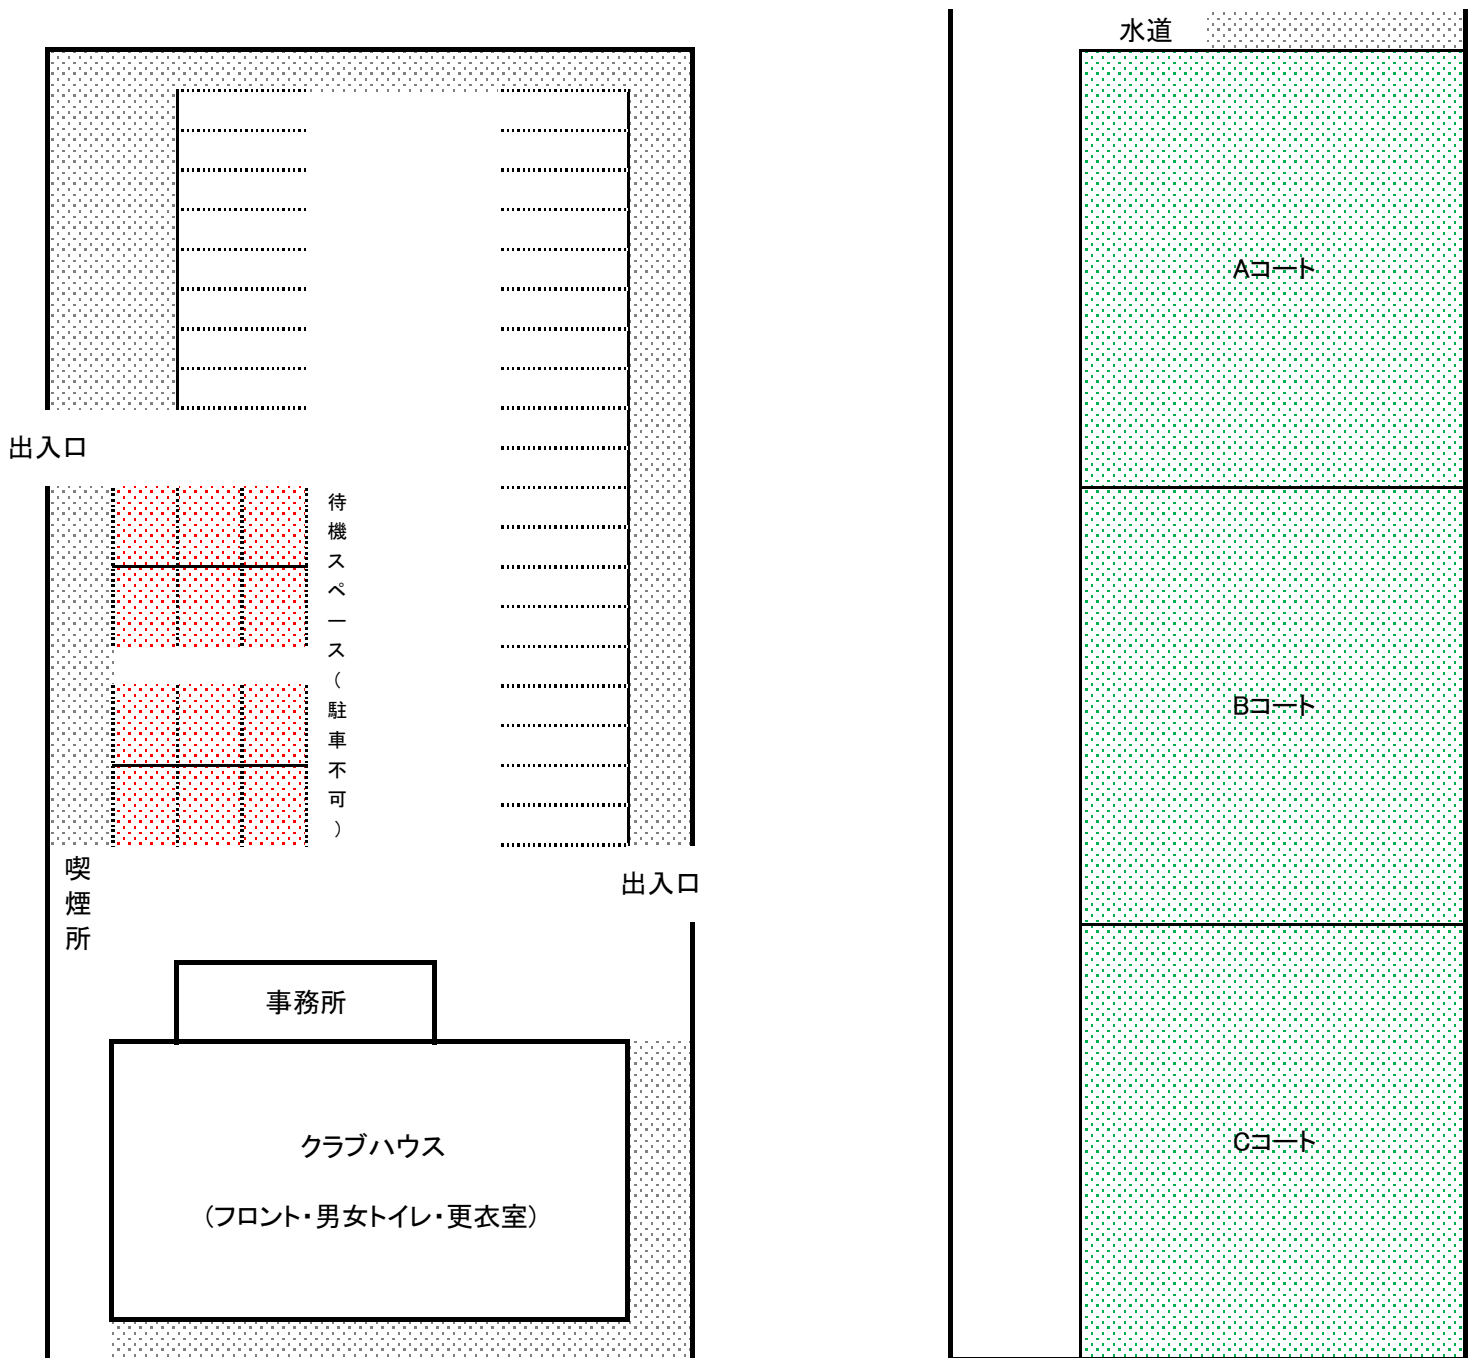 水道
Aコート
出入口
待機スペース(駐車不可)
Bコート
喫煙所
出入口
事務所
クラブハウス
(フロント・男女トイレ・更衣室)
Cコート